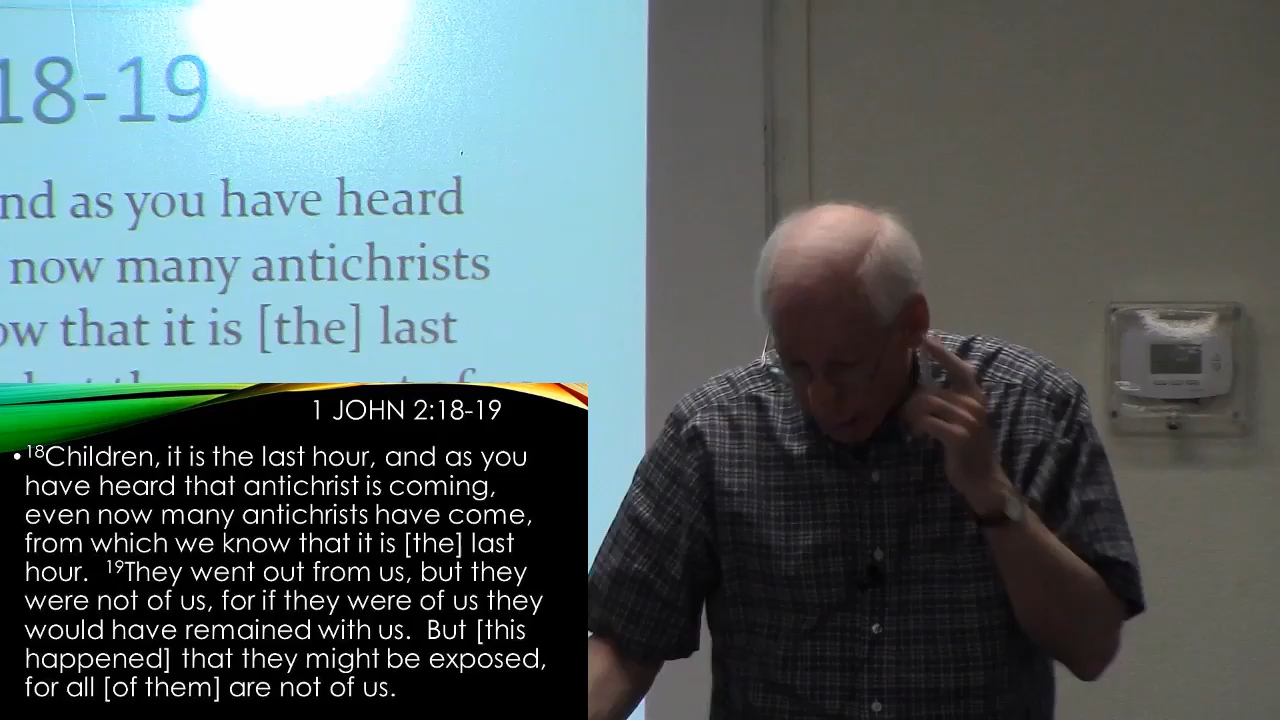 18-19
nd as you have heard
now many antichrists
ow that it is [the] last
1 JOHN 2:18-19
•18Children, it is the last hour, and as you
have heard that antichrist is coming,
even now many antichrists have come,
from which we know that it is [the] last
hour. 19They went out from us, but they
were not of us, for if they were of us they
would have remained with us. But [this
happened] that they might be exposed,
for all [of them] are not of us.